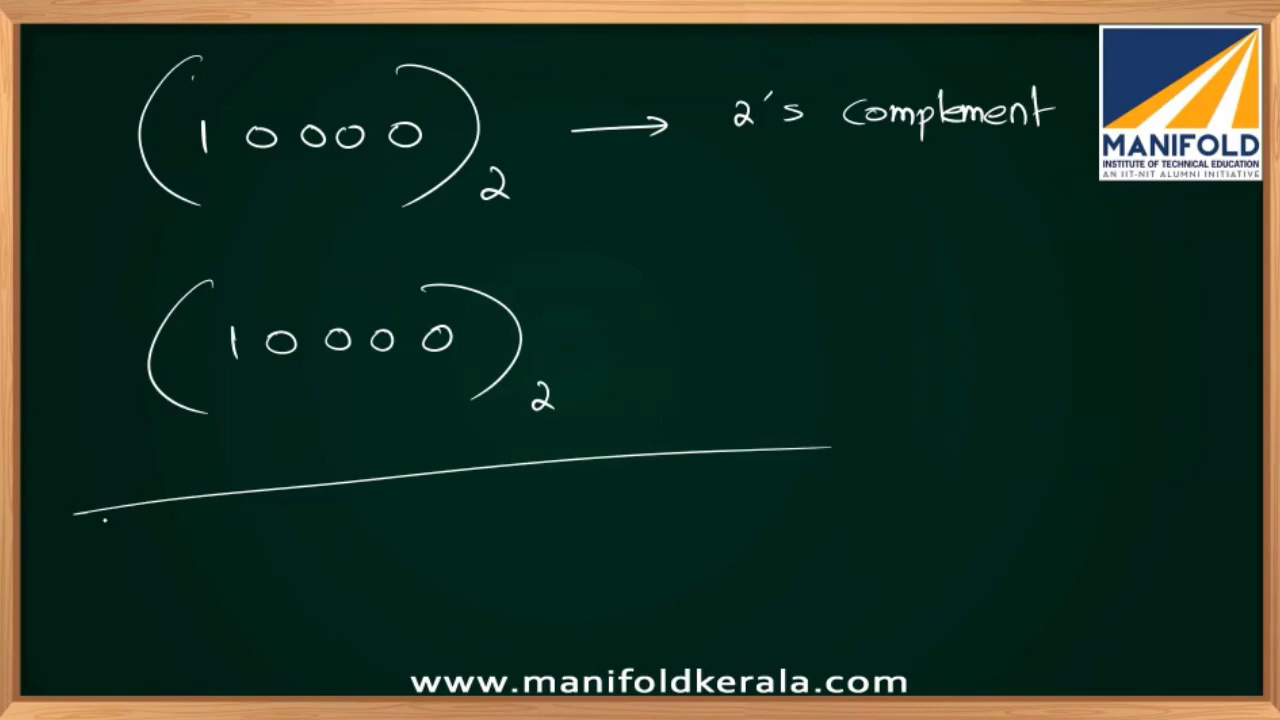 (10000)2 → 2's complement
MANIFOLD
INSTITUTE OF TECHNICAL EDUCATION
AN IIT-NIT ALUMNI INITIATIVE
(10000)2
www.manifoldkerala.com